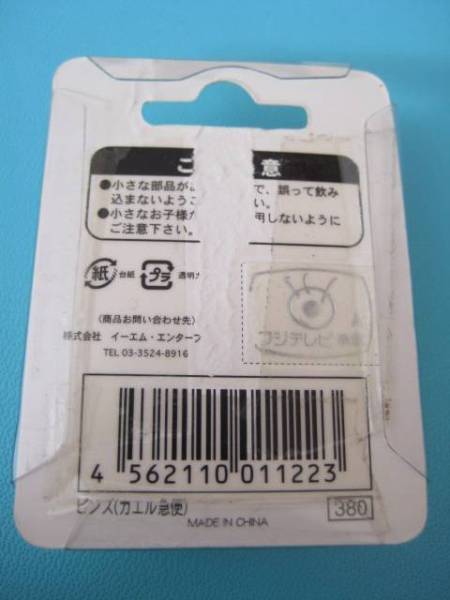 ご 意
●小さな部品が で、誤って飲み
込まないようご い。
●小さなお子様が 用しないように
ご注意下さい。
紙 台紙 プラ 透明カ
(商品お問い合わせ先)
株式会社 イーエム・エンタープ
TEL 03-3524-8916
フジテレビ
4 562110 011223
ピンズ(カエル急便)
380
MADE IN CHINA